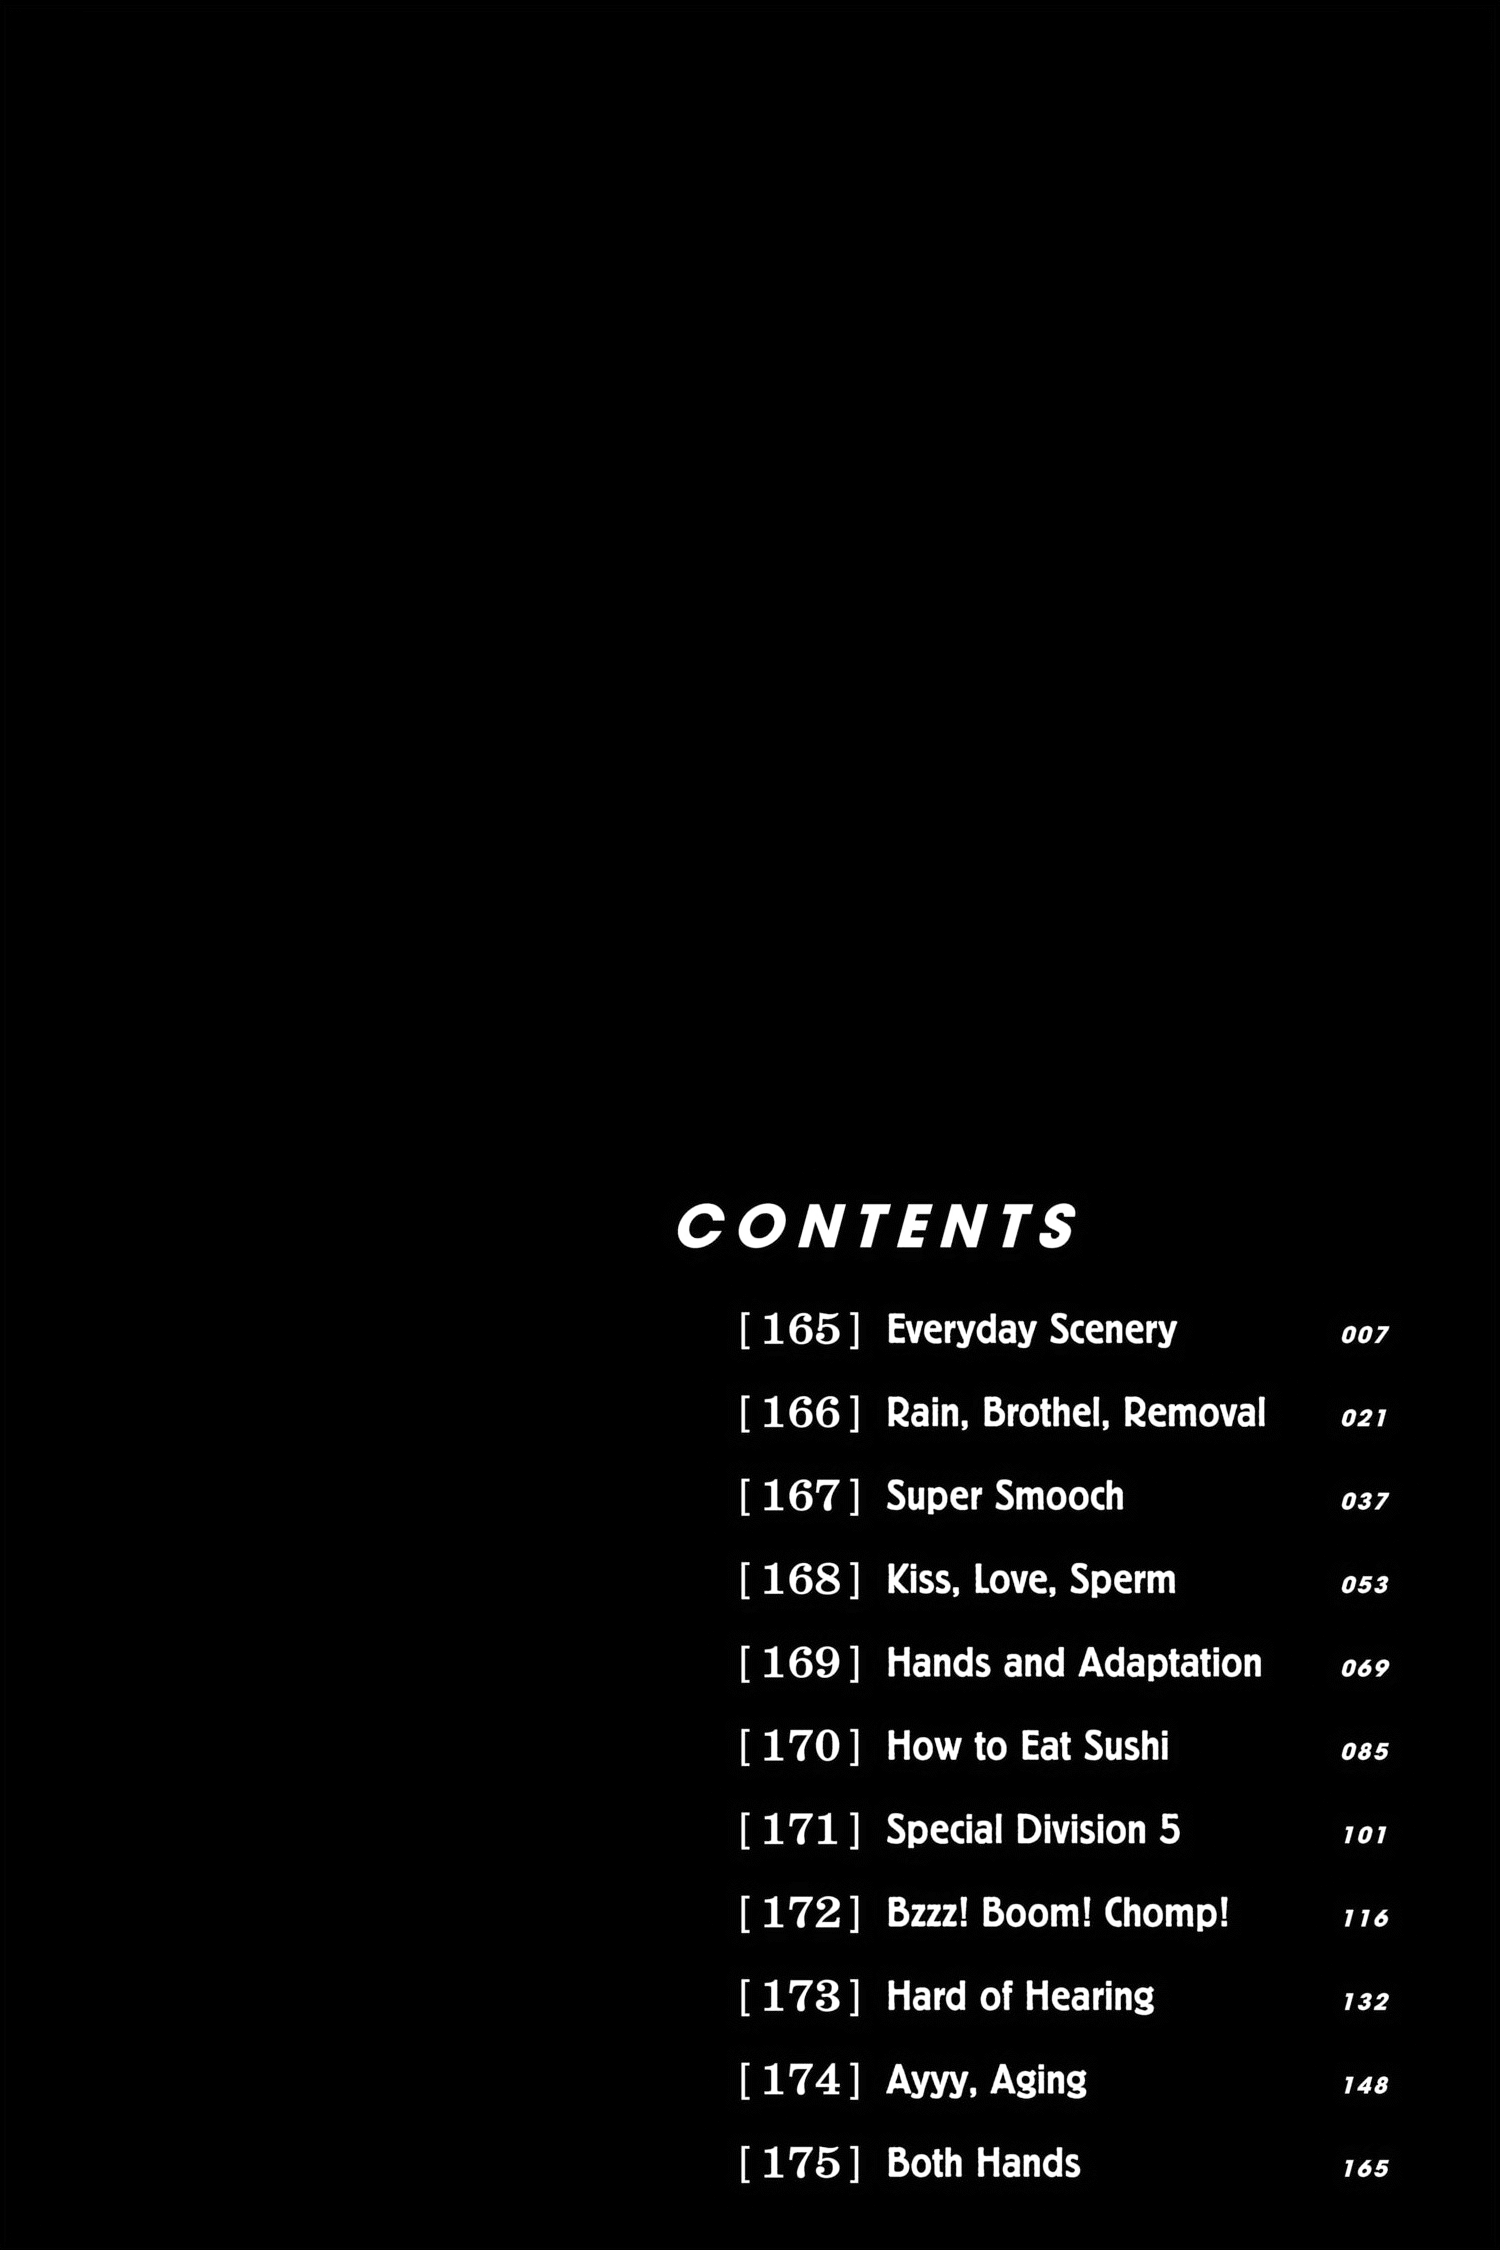 CONTENTS
[165] Everyday Scenery 007
[166] Rain, Brothel, Removal 021
[167] Super Smooch 037
[168] Kiss, Love, Sperm 053
[169] Hands and Adaptation 069
[170] How to Eat Sushi 085
[171] Special Division 5 101
[172] Bzzz! Boom! Chomp! 116
[173] Hard of Hearing 132
[174] Ayyy, Aging 148
[175] Both Hands 165